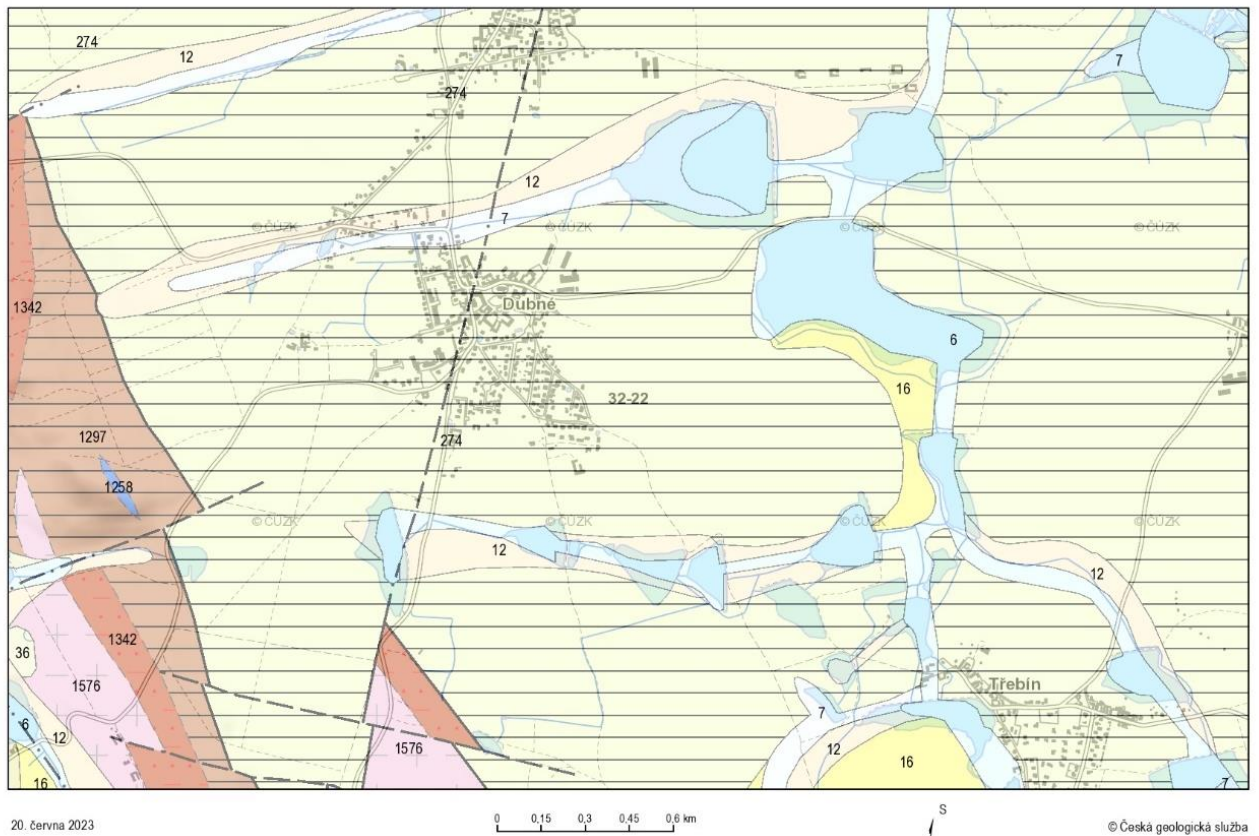 274
12
7
274
12
7
© ČÚZK
© ČÚZK
© ČÚZK
© ČÚZK
1342
Dubné
6
16
32-22
1297
274
1258
© ČÚZK
© ČÚZK
© ČÚZK
© ČÚZK
12
12
1342
36
1576
Třebín
7
6
12
12
1576
16
16
7
20. června 2023
0 0,15 0,3 0,45 0,6 km
S
© Česká geologická služba